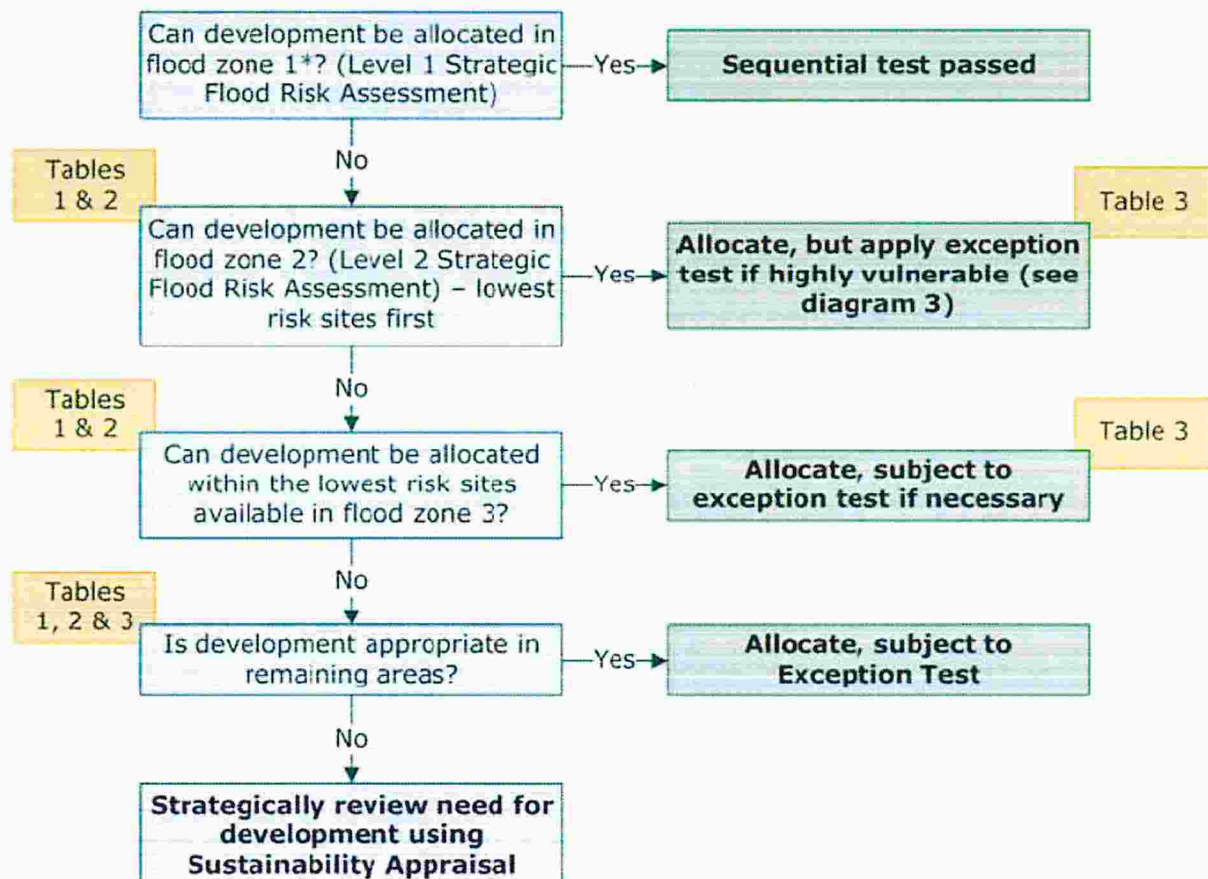 Can development be allocated in
flood zone 1*? (Level 1 Strategic
Flood Risk Assessment)
Yes
Sequential test passed
No
Tables
1 & 2
Can development be allocated in
flood zone 2? (Level 2 Strategic
Flood Risk Assessment) – lowest
risk sites first
Yes
Table 3
Allocate, but apply exception
test if highly vulnerable (see
diagram 3)
No
Tables
1 & 2
Can development be allocated
within the lowest risk sites
available in flood zone 3?
Yes
Table 3
Allocate, subject to
exception test if necessary
No
Tables
1, 2 & 3
Is development appropriate in
remaining areas?
Yes
Allocate, subject to
Exception Test
No
Strategically review need for
development using
Sustainability Appraisal